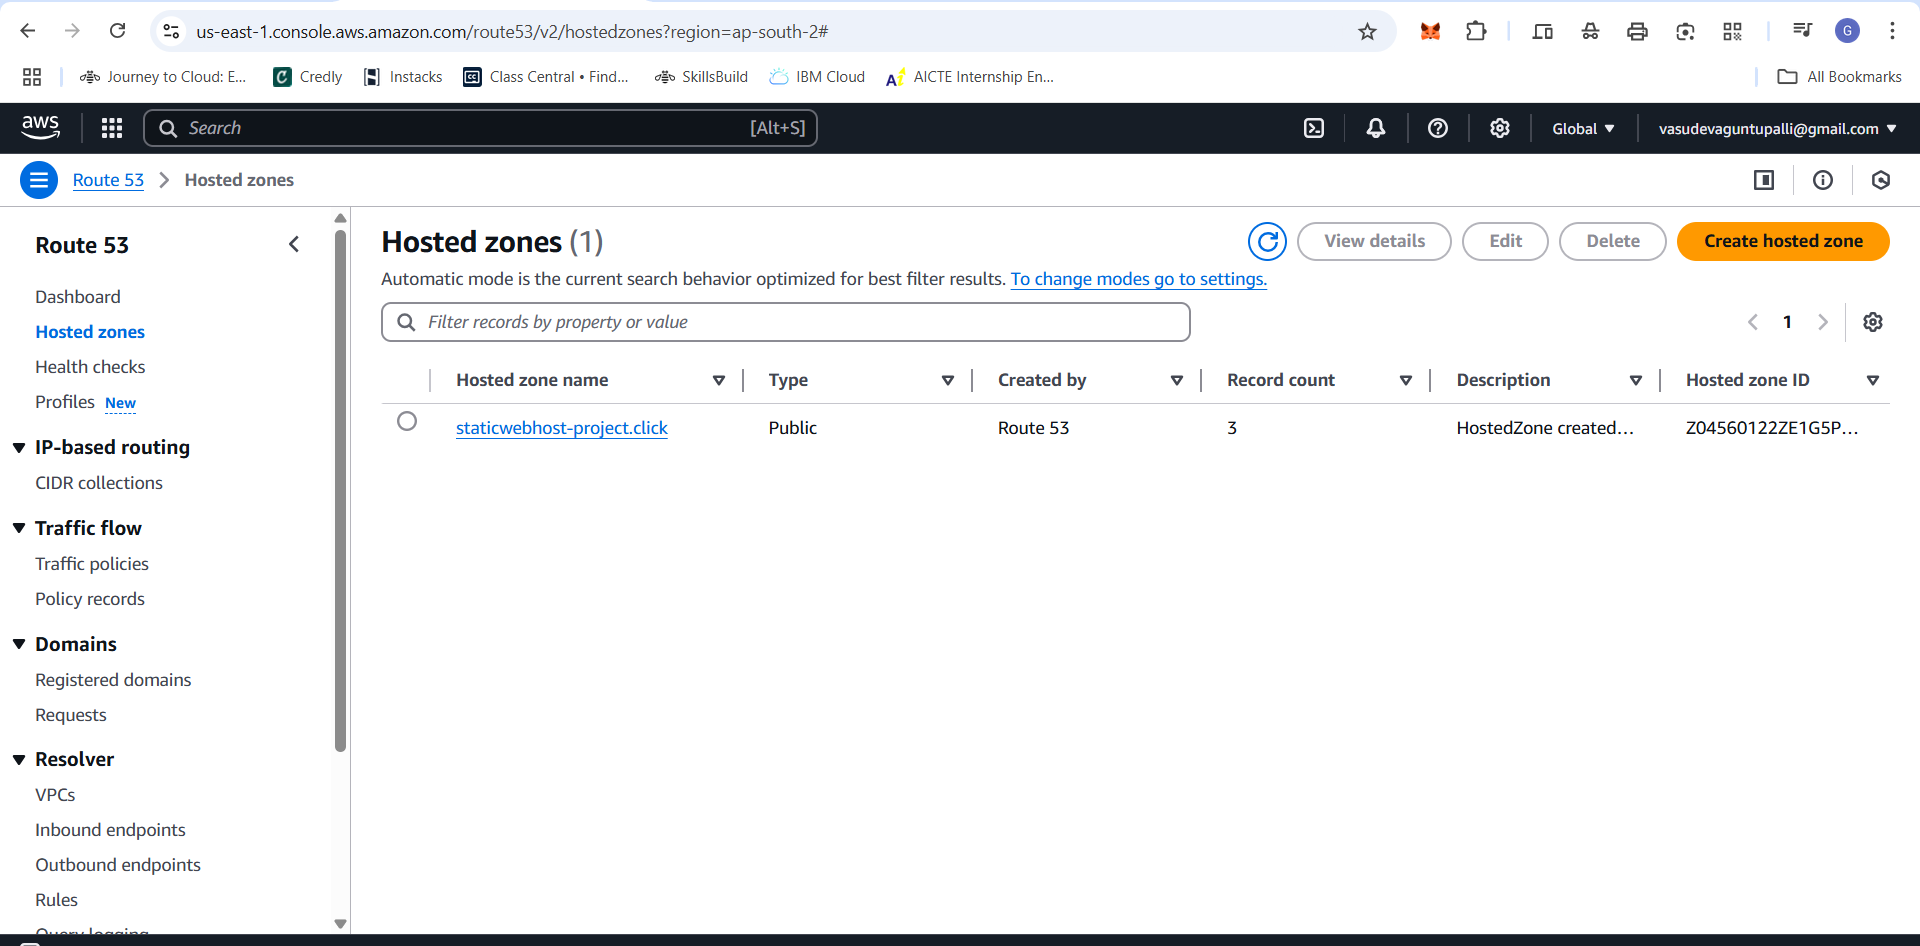 us-east-1.console.aws.amazon.com/route53/v2/hostedzones?region=ap-south-2#
G
Journey to Cloud: E...
Credly
Instacks
Class Central • Find...
SkillsBuild
IBM Cloud
AICTE Internship En...
All Bookmarks
aws
Search
[Alt+S]
Global
vasudevaguntupalli@gmail.com
Route 53
Hosted zones
Route 53
Dashboard
Hosted zones
Health checks
Profiles New
IP-based routing
CIDR collections
Traffic flow
Traffic policies
Policy records
Domains
Registered domains
Requests
Resolver
VPCs
Inbound endpoints
Outbound endpoints
Rules
Query logging
Hosted zones (1)
View details
Edit
Delete
Create hosted zone
Automatic mode is the current search behavior optimized for best filter results. To change modes go to settings.
Filter records by property or value
1
Hosted zone name Type Created by Record count Description Hosted zone ID
staticwebhost-project.click Public Route 53 3 HostedZone created... Z04560122ZE1G5P...